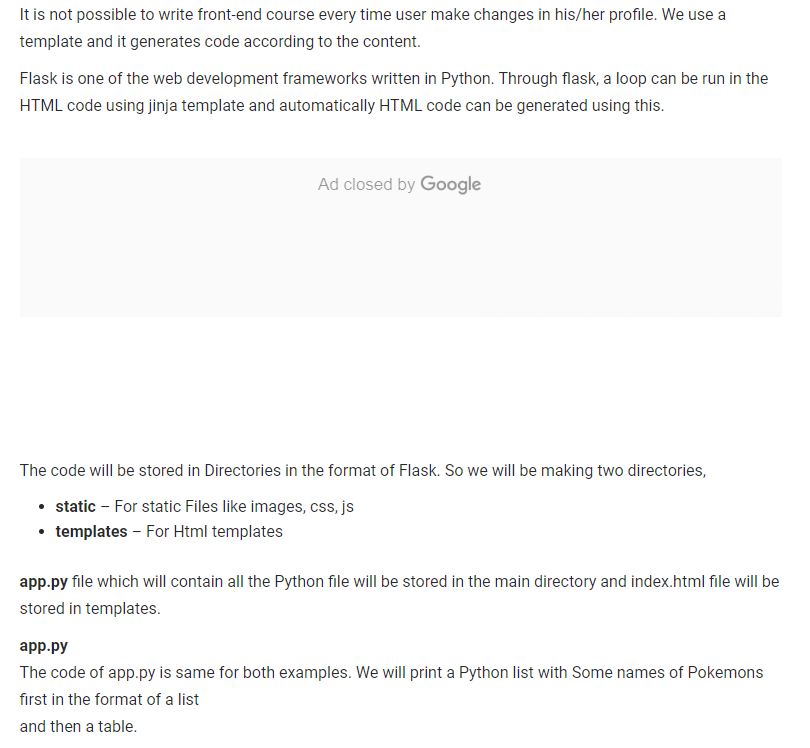 It is not possible to write front-end course every time user make changes in his/her profile. We use a
template and it generates code according to the content.
Flask is one of the web development frameworks written in Python. Through flask, a loop can be run in the
HTML code using jinja template and automatically HTML code can be generated using this.
Ad closed by Google
The code will be stored in Directories in the format of Flask. So we will be making two directories,
• static – For static Files like images, css, js
• templates – For Html templates
app.py file which will contain all the Python file will be stored in the main directory and index.html file will be
stored in templates.
app.py
The code of app.py is same for both examples. We will print a Python list with Some names of Pokemons
first in the format of a list
and then a table.